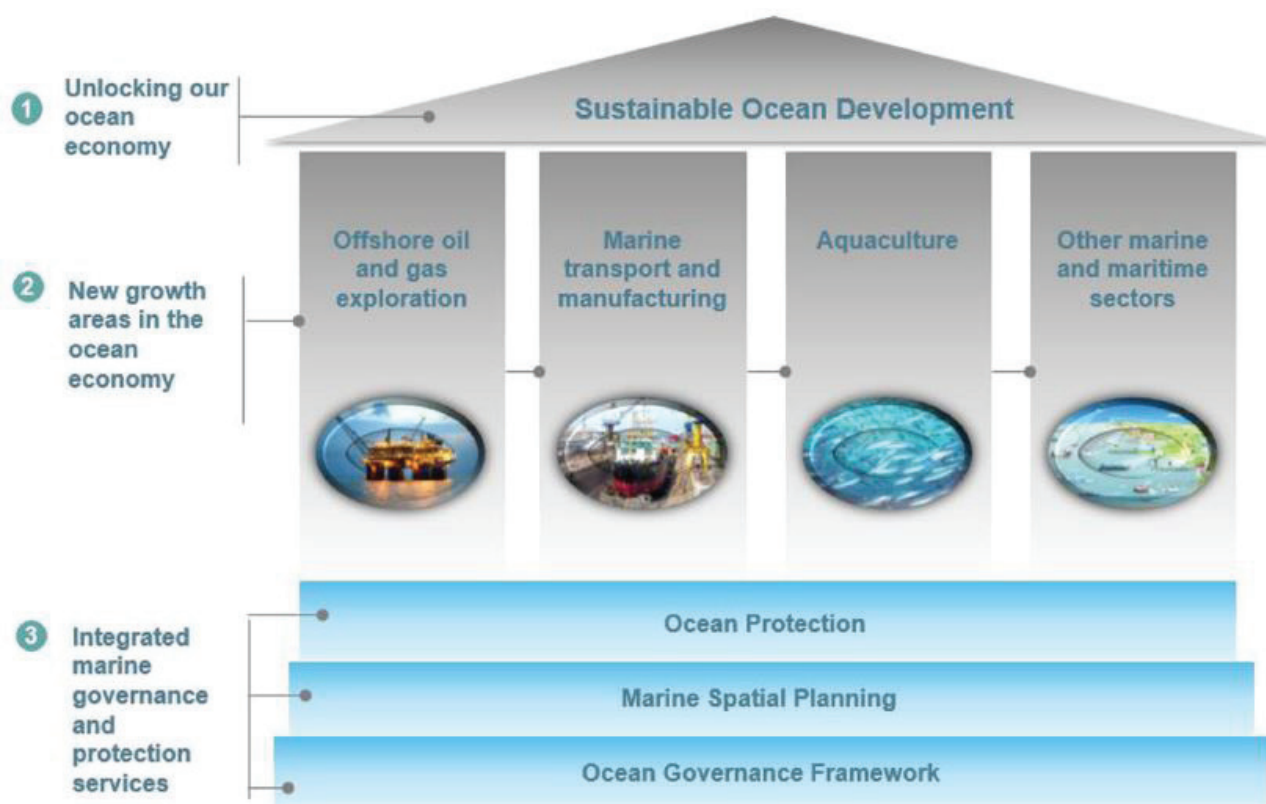 1 Unlocking our
ocean
economy
Sustainable Ocean Development
2 New growth
areas in the
ocean
economy
Offshore oil
and gas
exploration
Marine
transport and
manufacturing
Aquaculture
Other marine
and maritime
sectors
3 Integrated
marine
governance
and
protection
services
Ocean Protection
Marine Spatial Planning
Ocean Governance Framework